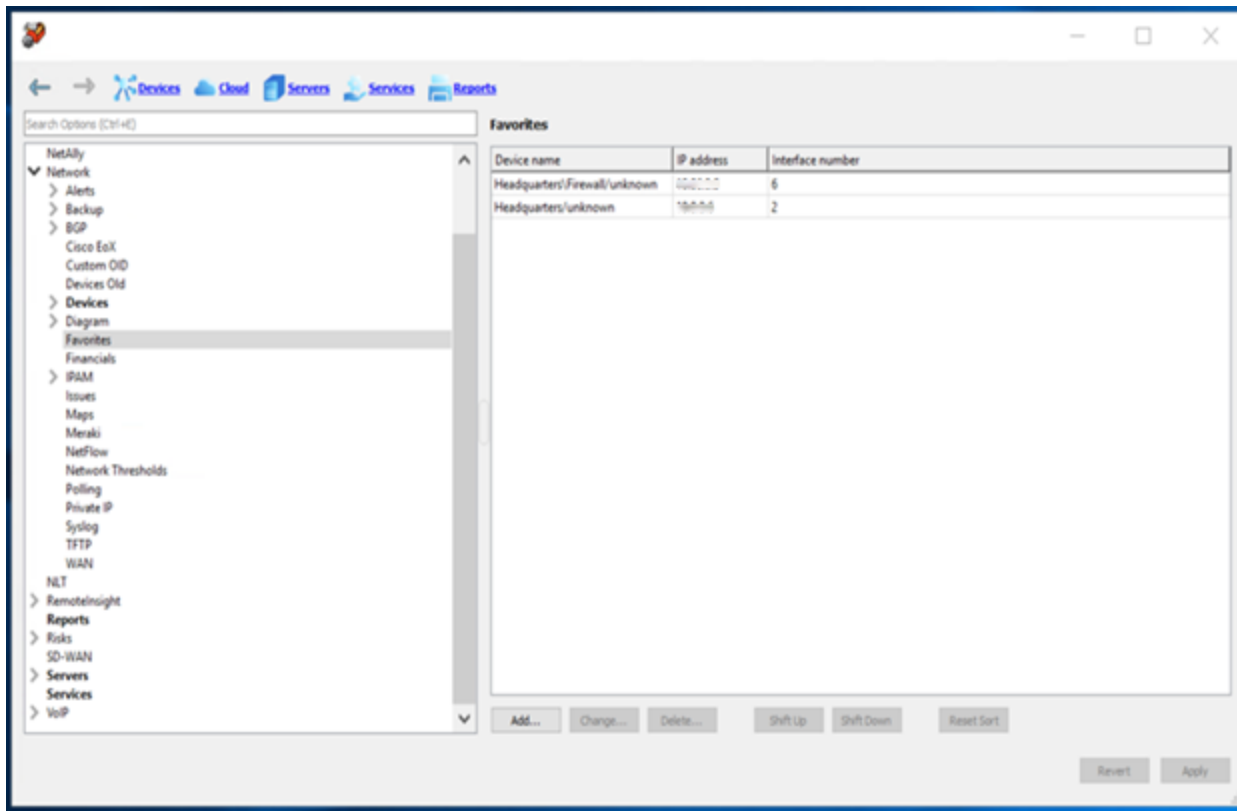 Devices Cloud Servers Services Reports
Search Options (Ctrl+E)
Favorites
NetAlly
Network
Alerts
Backup
BGP
Cisco EoX
Custom OID
Devices Old
Devices
Diagram
Favorites
Financials
IPAM
Issues
Maps
Meraki
NetFlow
Network Thresholds
Polling
Private IP
Syslog
TFTP
WAN
NLT
RemoteInsight
Reports
Risks
SD-WAN
Servers
Services
VoIP
Device name IP address Interface number
Headquarters\Firewall/unknown 6
Headquarters/unknown 2
Add... Change... Delete... Shift Up Shift Down Reset Sort
Revert Apply